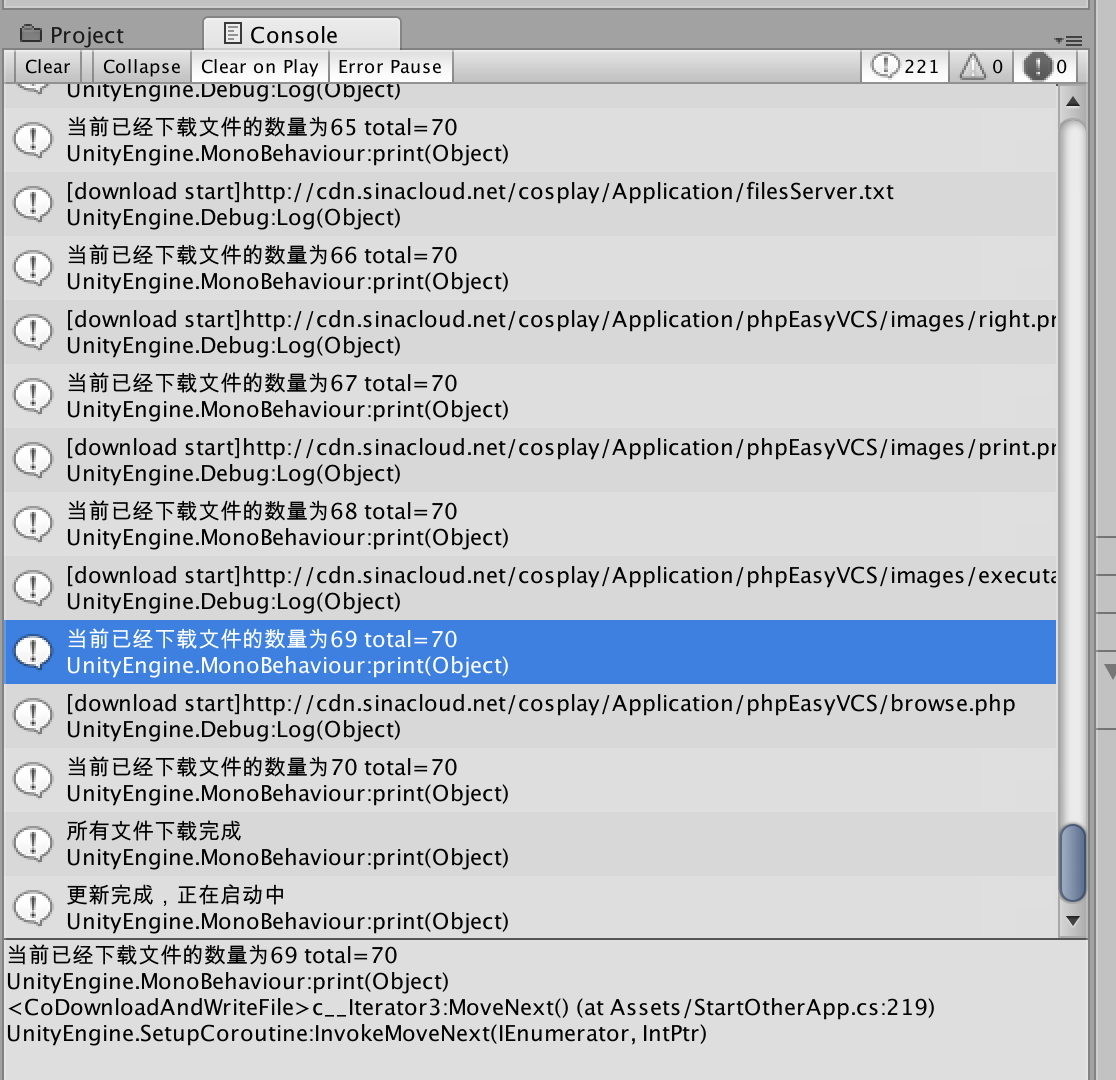 Project
Console
Clear Collapse Clear on Play Error Pause 221 0 0
UnityEngine.Debug:Log(Object)
当前已经下载文件的数量为65 total=70
UnityEngine.MonoBehaviour:print(Object)
[download start]http://cdn.sinacloud.net/cosplay/Application/filesServer.txt
UnityEngine.Debug:Log(Object)
当前已经下载文件的数量为66 total=70
UnityEngine.MonoBehaviour:print(Object)
[download start]http://cdn.sinacloud.net/cosplay/Application/phpEasyVCS/images/right.pr
UnityEngine.Debug:Log(Object)
当前已经下载文件的数量为67 total=70
UnityEngine.MonoBehaviour:print(Object)
[download start]http://cdn.sinacloud.net/cosplay/Application/phpEasyVCS/images/print.pr
UnityEngine.Debug:Log(Object)
当前已经下载文件的数量为68 total=70
UnityEngine.MonoBehaviour:print(Object)
[download start]http://cdn.sinacloud.net/cosplay/Application/phpEasyVCS/images/executa
UnityEngine.Debug:Log(Object)
当前已经下载文件的数量为69 total=70
UnityEngine.MonoBehaviour:print(Object)
[download start]http://cdn.sinacloud.net/cosplay/Application/phpEasyVCS/browse.php
UnityEngine.Debug:Log(Object)
当前已经下载文件的数量为70 total=70
UnityEngine.MonoBehaviour:print(Object)
所有文件下载完成
UnityEngine.MonoBehaviour:print(Object)
更新完成，正在启动中
UnityEngine.MonoBehaviour:print(Object)
当前已经下载文件的数量为69 total=70
UnityEngine.MonoBehaviour:print(Object)
<CoDownloadAndWriteFile>c__Iterator3:MoveNext() (at Assets/StartOtherApp.cs:219)
UnityEngine.SetupCoroutine:InvokeMoveNext(IEnumerator, IntPtr)